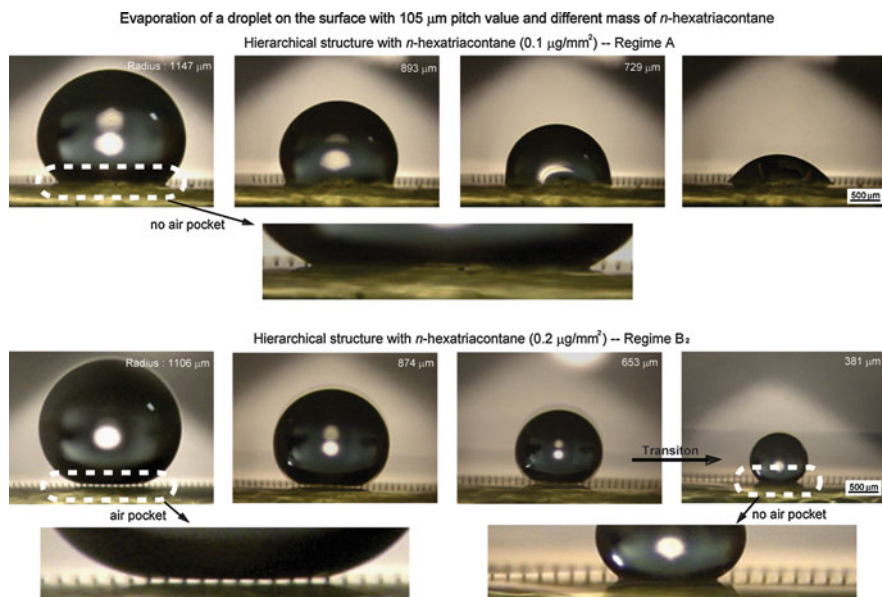 Evaporation of a droplet on the surface with 105 μm pitch value and different mass of n-hexatriacontane
Hierarchical structure with n-hexatriacontane (0.1 μg/mm²) -- Regime A
Radius : 1147 μm
893 μm
729 μm
500 μm
no air pocket
Hierarchical structure with n-hexatriacontane (0.2 μg/mm²) -- Regime B₂
Radius : 1106 μm
874 μm
653 μm
381 μm
Transiton
500 μm
air pocket
no air pocket